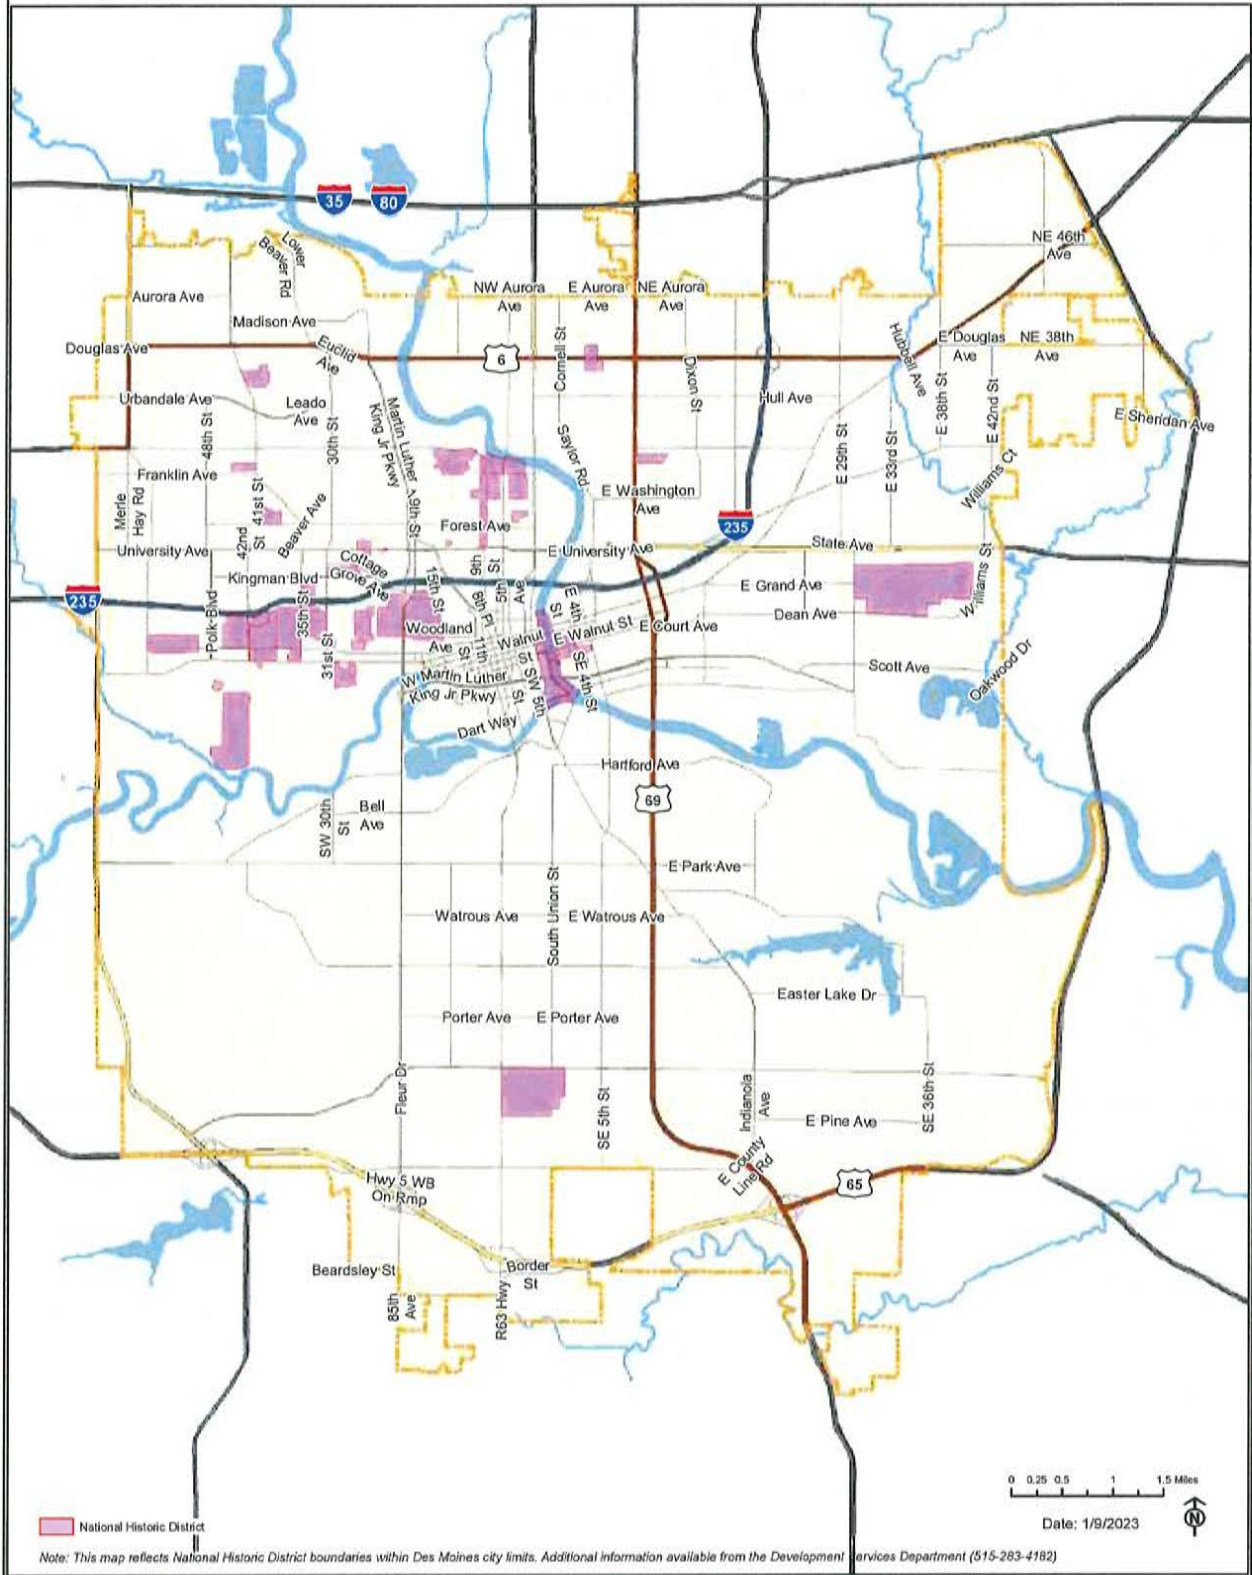 35
80
NE 46th
Ave
Lower
Beaver Rd
Aurora Ave
NW Aurora
Ave
E Aurora
Ave
NE Aurora
Ave
Madison Ave
Douglas Ave
Euclid
Ave
6
Cornell St
Dixon St
Hubbell Ave
E Douglas
Ave
NE 38th
Ave
Urbandale Ave
Leado
Ave
Hull Ave
E 38th St
E 42nd St
E Sheridan Ave
48th St
30th St
Martin Luther
King Jr Pkwy
Saylor Rd
E 29th St
E 33rd St
Williams Ct
Franklin Ave
Merle
Hay Rd
41st St
42nd
St
Beaver Ave
19th St
Forest Ave
E Washington
Ave
235
University Ave
Cottage
Grove Ave
E University Ave
State Ave
Kingman Blvd
9th
St
15th St
5th
Ave
8th Pl
E 4th
St
E Grand Ave
Dean Ave
Williams St
235
Polk Blvd
35th St
31st St
Woodland
Ave
11th
St
Walnut
St
E Walnut St
E Court Ave
W Martin Luther
King Jr Pkwy
SW 5th
St
SE 4th St
Scott Ave
Oakwood Dr
Dart Way
Hartford Ave
69
SW 30th
St
Bell
Ave
E Park Ave
Watrous Ave
South Union St
E Watrous Ave
Easter Lake Dr
Porter Ave
E Porter Ave
Fleur Dr
SE 5th St
Indianola
Ave
E Pine Ave
SE 36th St
E County
Line Rd
65
Hwy 5 WB
On Rmp
Beardsley St
85th
Ave
R63 Hwy
Border
St
0 0.25 0.5 1 1.5 Miles
Date: 1/9/2023
N
National Historic District
Note: This map reflects National Historic District boundaries within Des Moines city limits. Additional information available from the Development Services Department (515-283-4182)